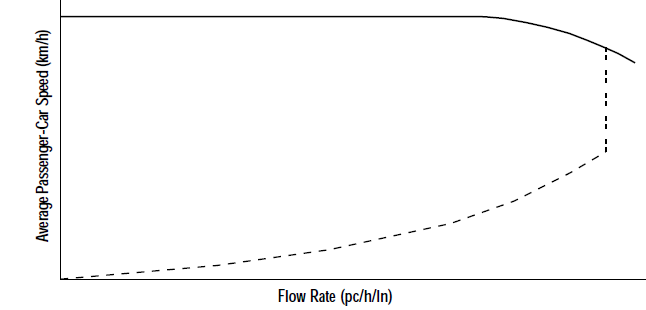 Average Passenger-Car Speed (km/h)
Flow Rate (pc/h/ln)